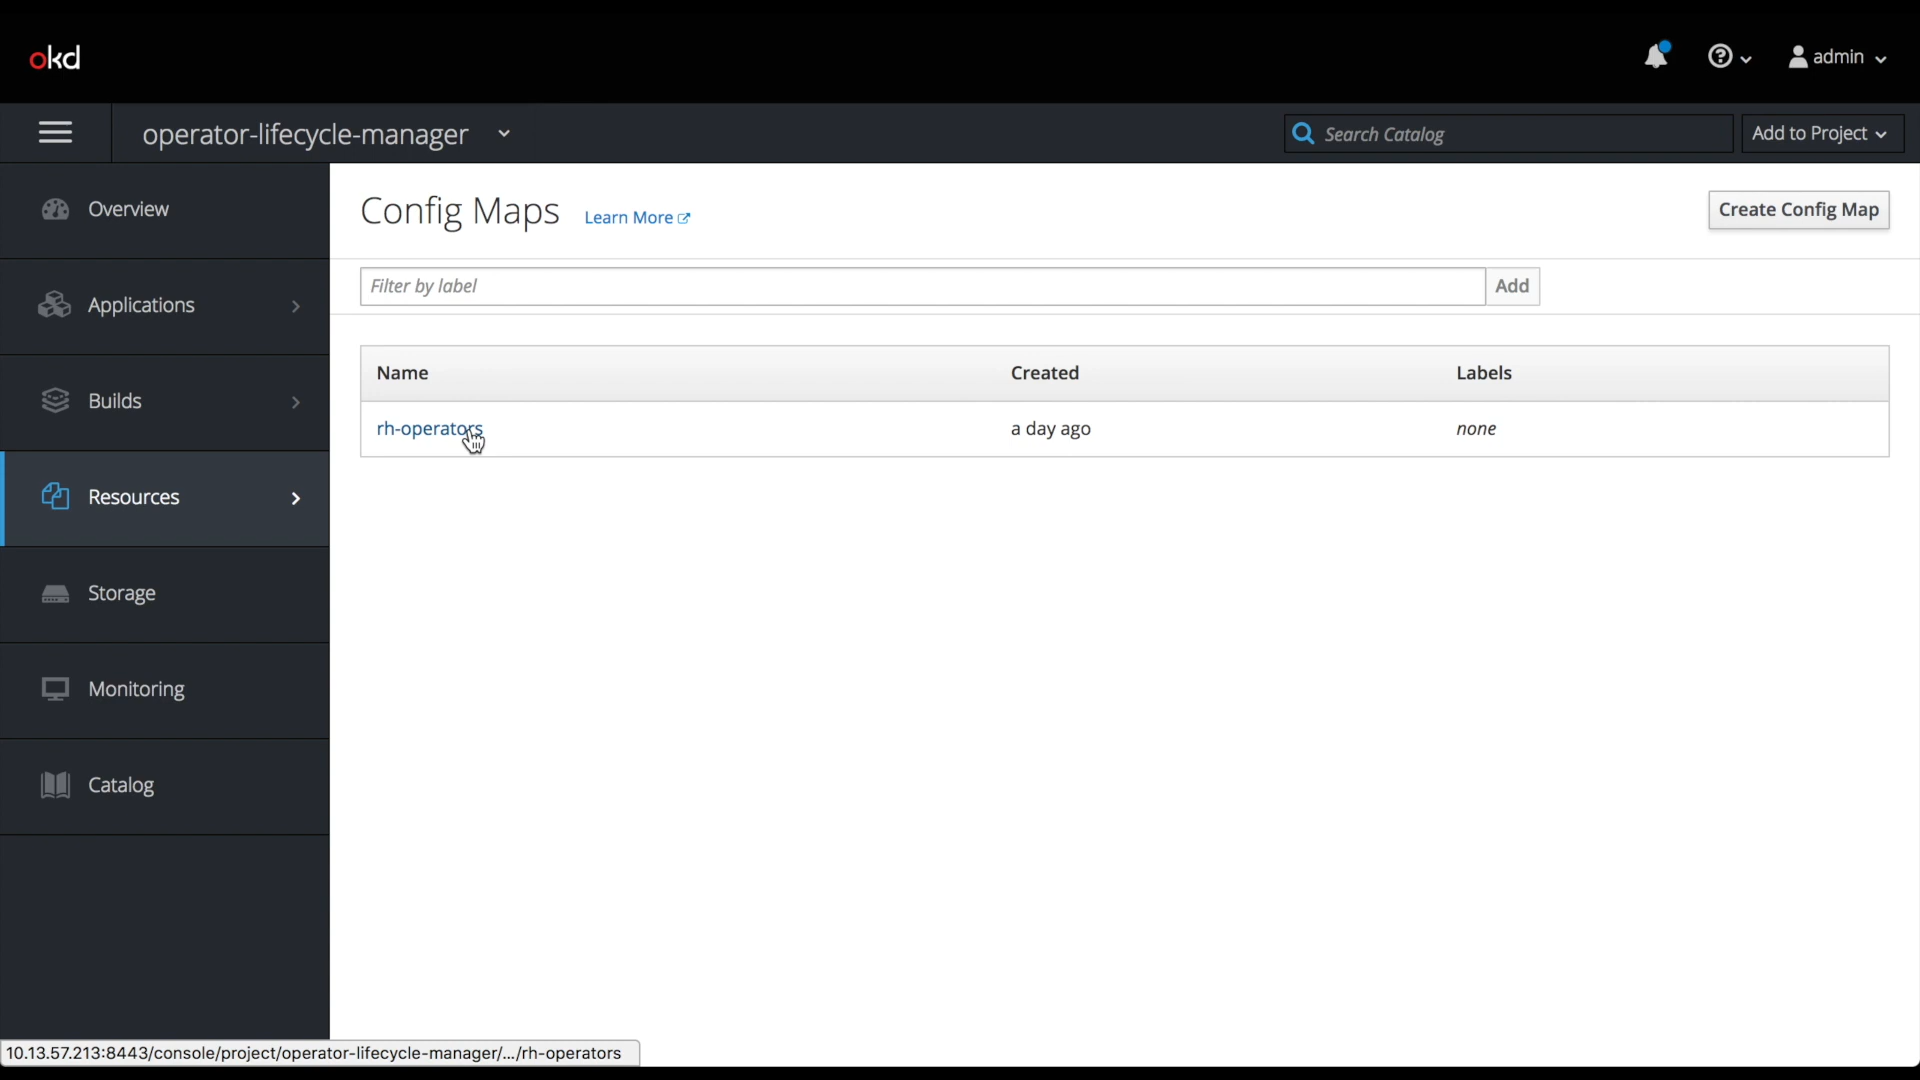 okd
admin
operator-lifecycle-manager
Search Catalog
Add to Project
Overview
Applications
Builds
Resources
Storage
Monitoring
Catalog
Config Maps Learn More
Create Config Map
Filter by label
Add
Name Created Labels
rh-operators a day ago none
10.13.57.213:8443/console/project/operator-lifecycle-manager/.../rh-operators